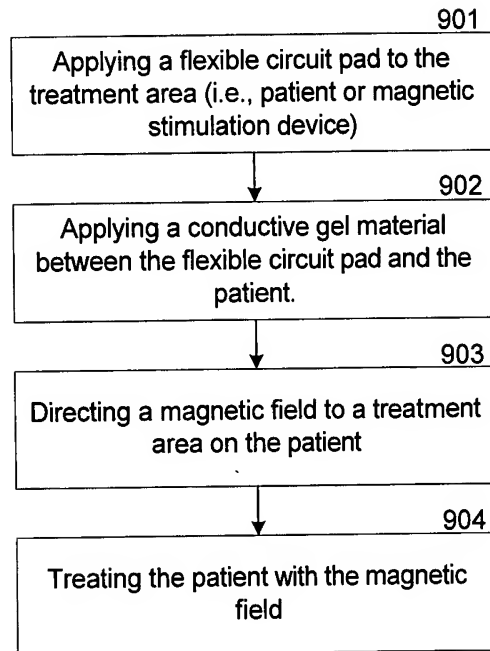 901
Applying a flexible circuit pad to the
treatment area (i.e., patient or magnetic
stimulation device)
902
Applying a conductive gel material
between the flexible circuit pad and the
patient.
903
Directing a magnetic field to a treatment
area on the patient
904
Treating the patient with the magnetic
field